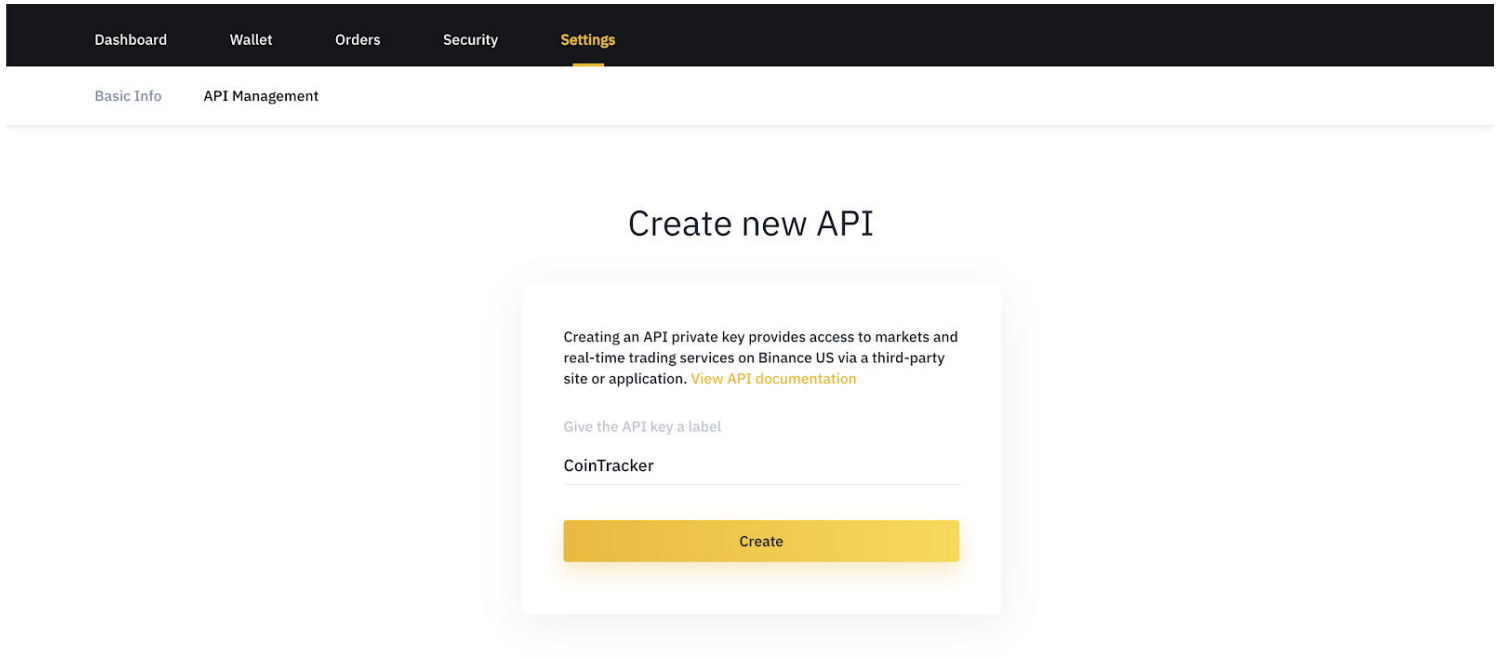 Dashboard Wallet Orders Security Settings
Basic Info API Management
Create new API
Creating an API private key provides access to markets and
real-time trading services on Binance US via a third-party
site or application. View API documentation
Give the API key a label
CoinTracker
Create